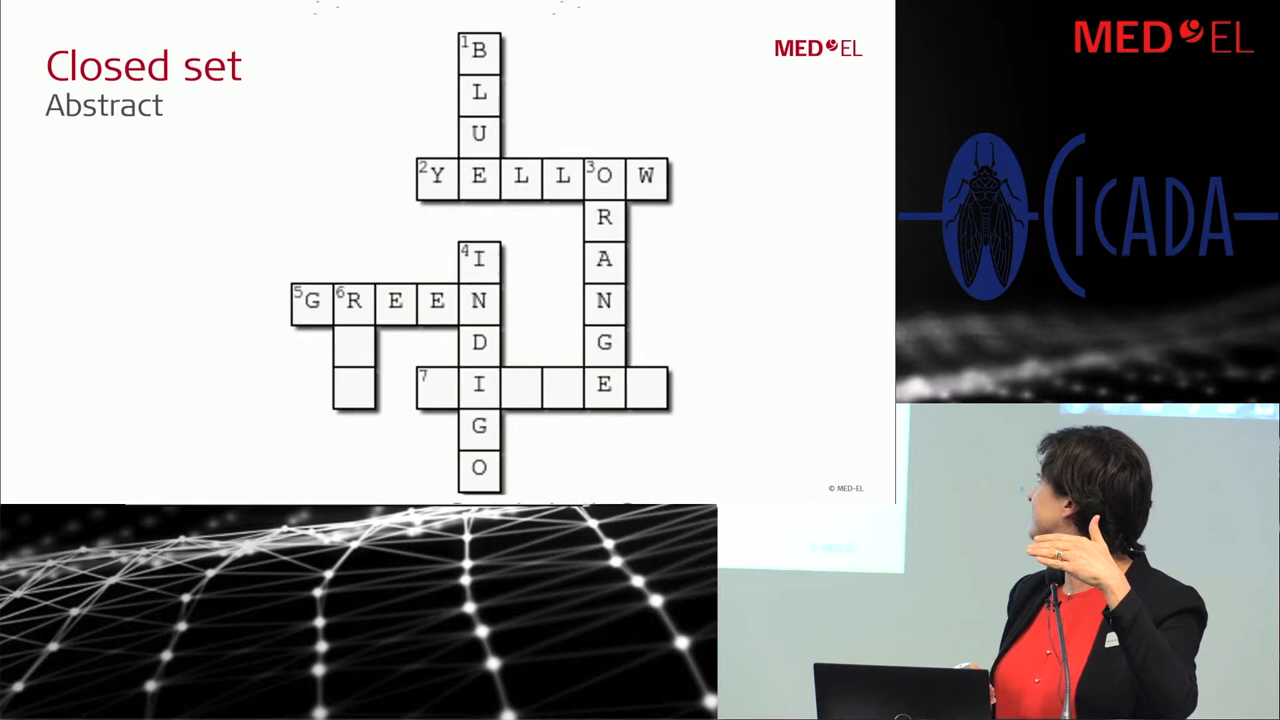 Closed set
Abstract
MED EL
MED EL
CICADA
1 B
L
U
2 Y E L L 3 O W
R
4 I A
5 G 6 R E E N N
D G
7 I E
G
O
© MED-EL